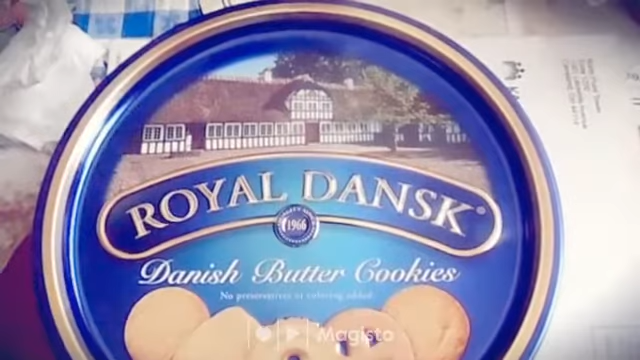 ROYAL DANSK®
1966
Danish Butter Cookies
No preservatives or coloring added
Magisto